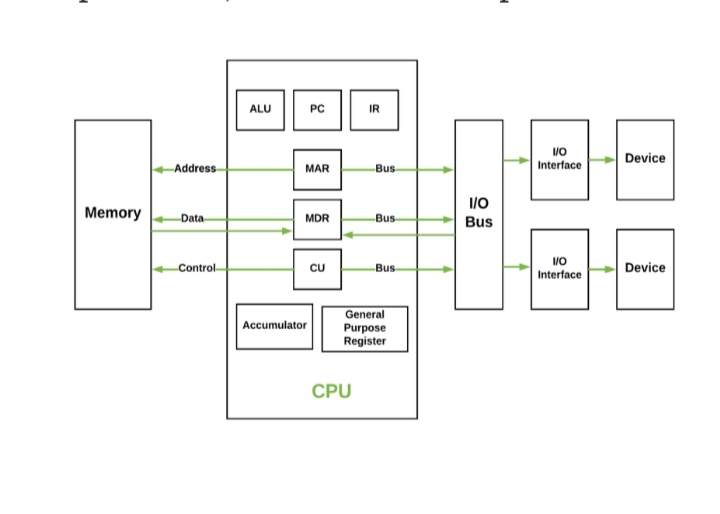 ALU
PC
IR
Address
MAR
Bus
Memory
Data
MDR
Bus
Control
CU
Bus
I/O
Bus
I/O
Interface
Device
I/O
Interface
Device
Accumulator
General
Purpose
Register
CPU